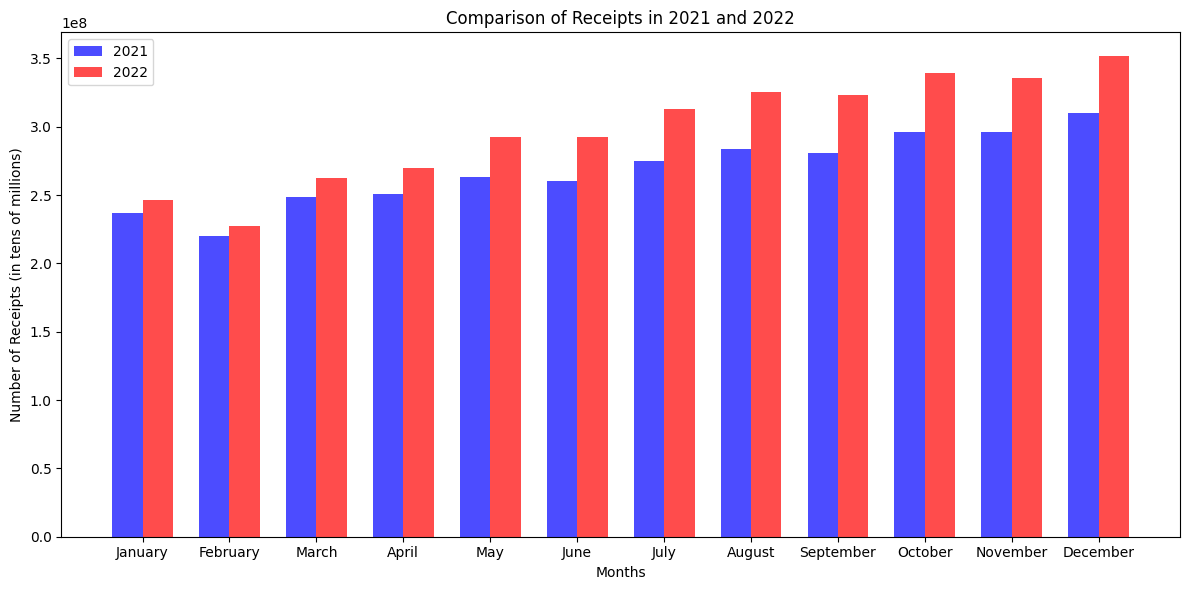 Comparison of Receipts in 2021 and 2022
1e8
2021
2022
3.5
3.0
2.5
2.0
1.5
1.0
0.5
0.0
Number of Receipts (in tens of millions)
January February March April May June July August September October November December
Months